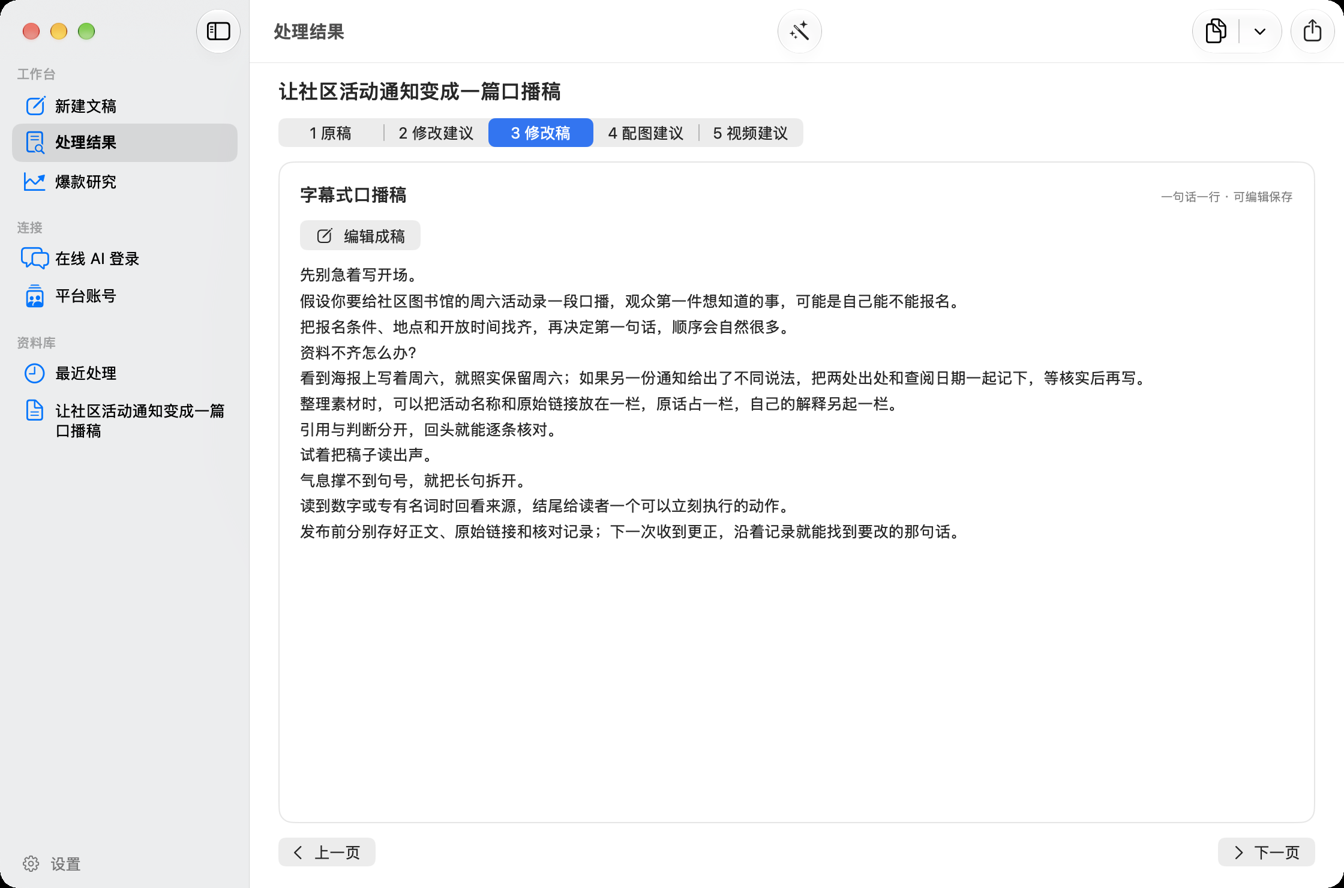 处理结果
工作台
新建文稿
处理结果
爆款研究
连接
在线 AI 登录
平台账号
资料库
最近处理
让社区活动通知变成一篇
口播稿
设置
让社区活动通知变成一篇口播稿
1 原稿
2 修改建议
3 修改稿
4 配图建议
5 视频建议
字幕式口播稿
一句话一行 · 可编辑保存
编辑成稿
先别急着写开场。
假设你要给社区图书馆的周六活动录一段口播，观众第一件想知道的事，可能是自己能不能报名。
把报名条件、地点和开放时间找齐，再决定第一句话，顺序会自然很多。
资料不齐怎么办？
看到海报上写着周六，就照实保留周六；如果另一份通知给出了不同说法，把两处出处和查阅日期一起记下，等核实后再写。
整理素材时，可以把活动名称和原始链接放在一栏，原话占一栏，自己的解释另起一栏。
引用与判断分开，回头就能逐条核对。
试着把稿子读出声。
气息撑不到句号，就把长句拆开。
读到数字或专有名词时回看来源，结尾给读者一个可以立刻执行的动作。
发布前分别存好正文、原始链接和核对记录；下一次收到更正，沿着记录就能找到要改的那句话。
上一页
下一页